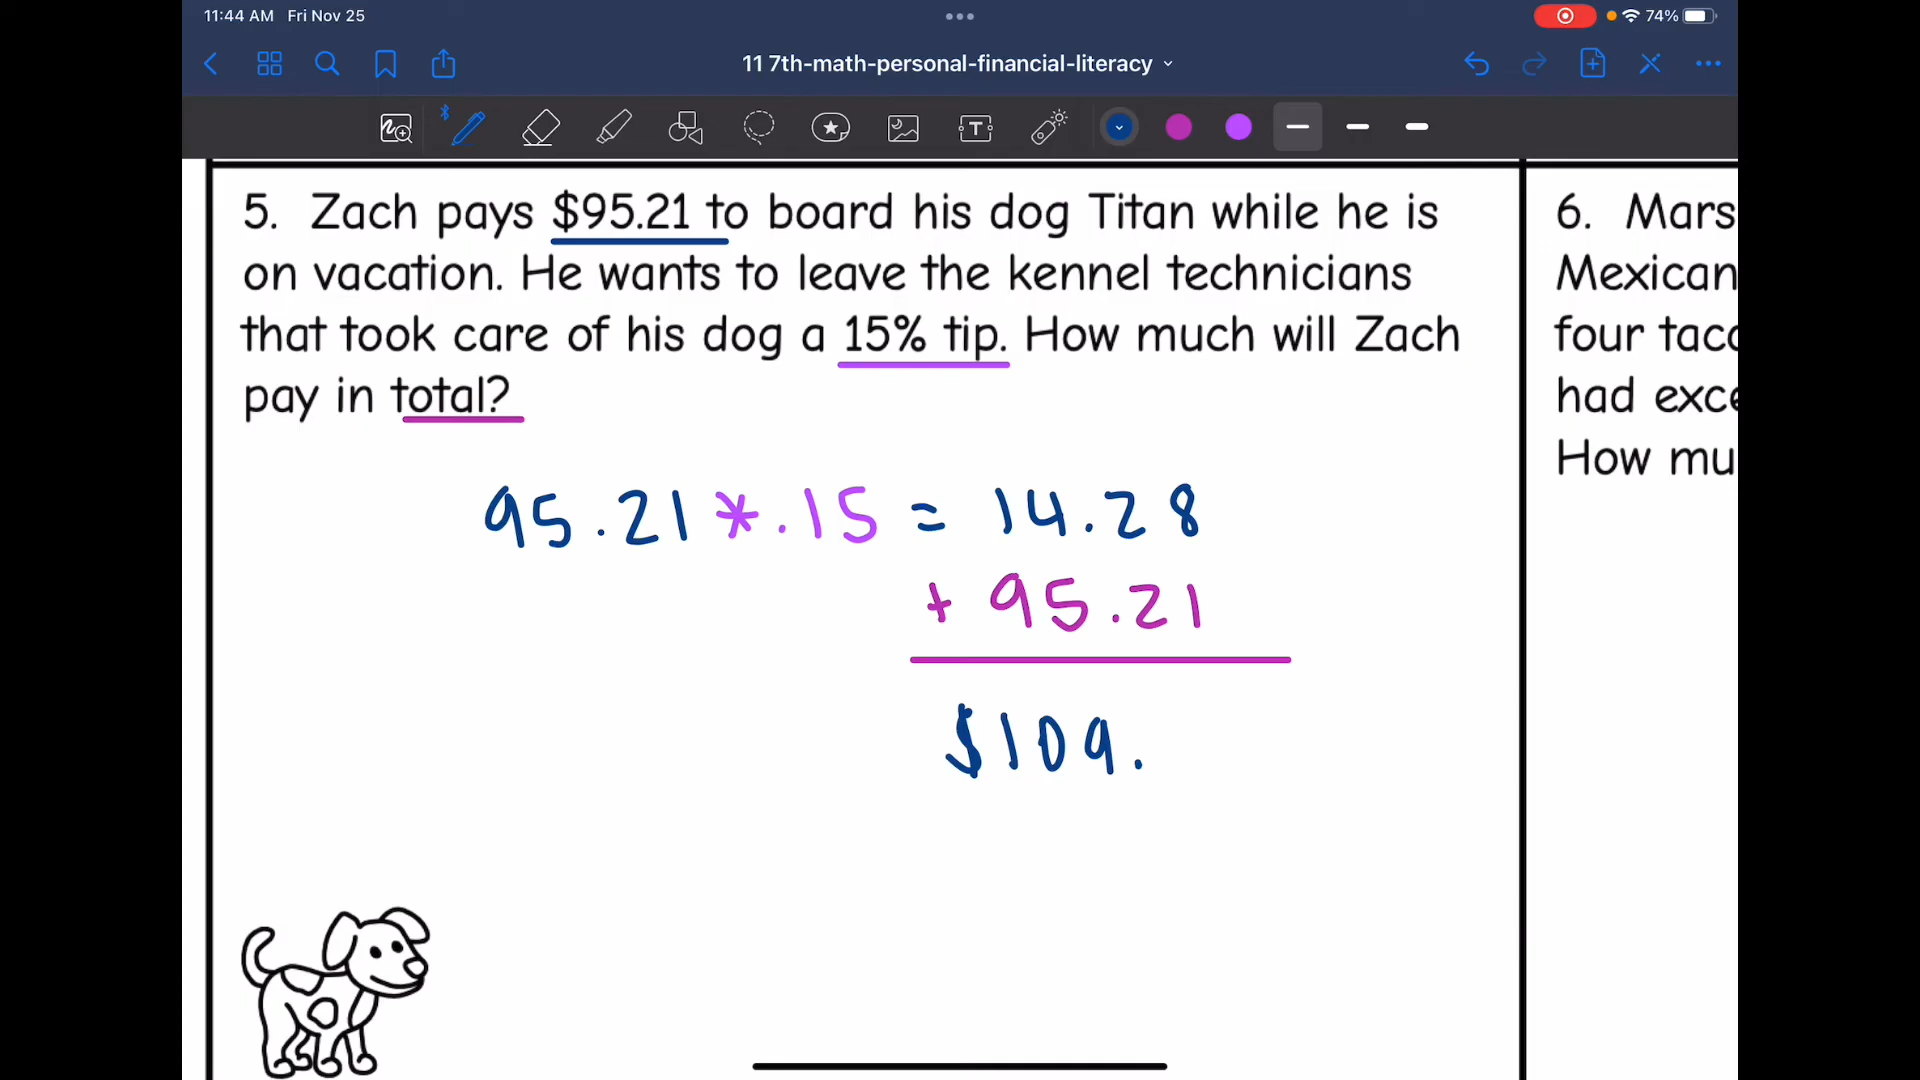 11:44 AM Fri Nov 25
74%
11 7th-math-personal-financial-literacy
5. Zach pays $95.21 to board his dog Titan while he is
on vacation. He wants to leave the kennel technicians
that took care of his dog a 15% tip. How much will Zach
pay in total?
95.21 * .15 = 14.28
+ 95.21
$109.
6. Mars
Mexican
four taco
had exce
How mu